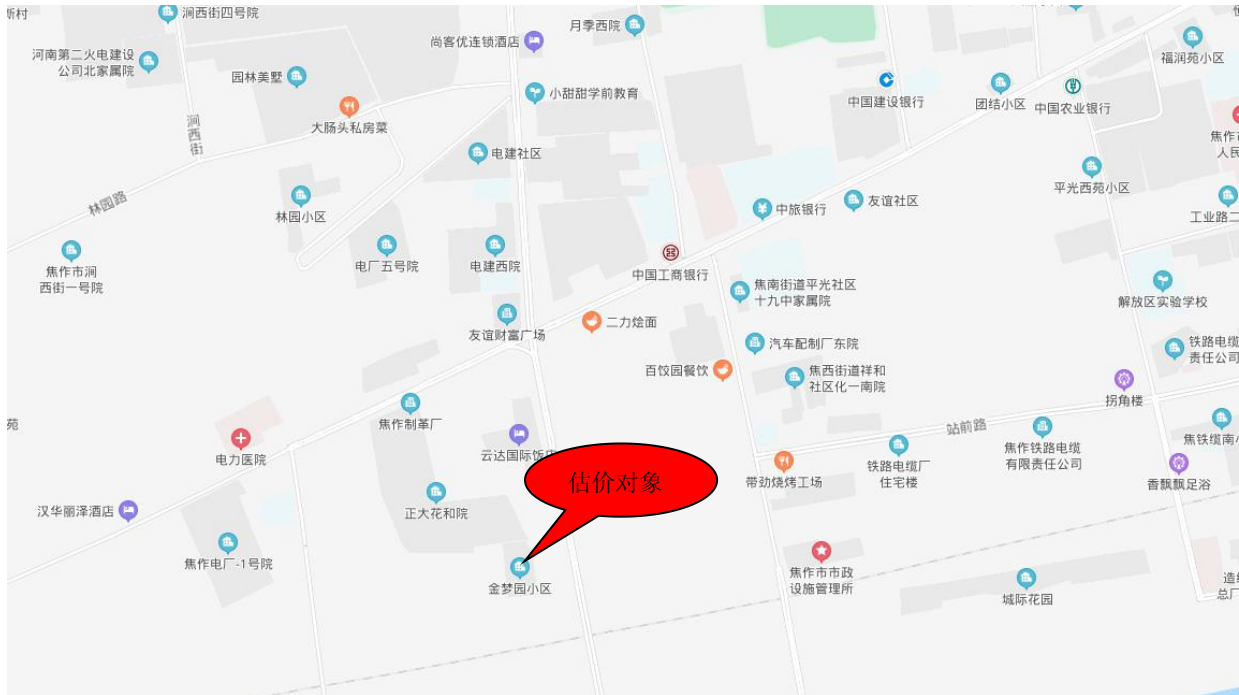 新村
涧西街四号院
月季西院
尚客优连锁酒店
河南第二火电建设
公司北家属院
园林美墅
小甜甜学前教育
福润苑小区
中国建设银行
团结小区
中国农业银行
大肠头私房菜
涧西街
电建社区
焦作市
人民
平光西苑小区
林园路
林园小区
中旅银行
友谊社区
工业路二
焦作市涧
西街一号院
电厂五号院
电建西院
中国工商银行
焦南街道平光社区
十九中家属院
解放区实验学校
友谊财富广场
二力烩面
汽车配制厂东院
铁路电缆
责任公司
百饺园餐饮
焦西街道祥和
社区化一南院
拐角楼
苑
焦作制革厂
站前路
焦铁缆南小
电力医院
云达国际饭店
焦作铁路电缆
有限责任公司
铁路电缆厂
住宅楼
带劲烧烤工场
香飘飘足浴
估价对象
汉华丽泽酒店
正大花和院
焦作电厂-1号院
金梦园小区
焦作市市政
设施管理所
城际花园
总厂